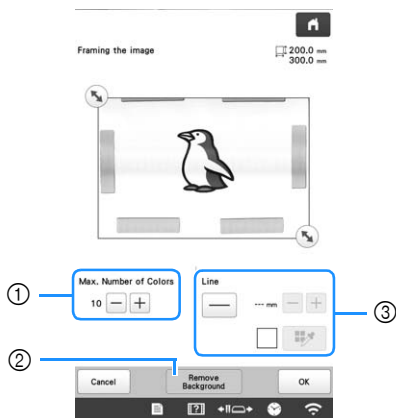 Framing the image
200.0 mm
300.0 mm
① Max. Number of Colors
10 − +
Line
--- mm − +
③
②
Cancel
Remove
Background
OK
[?]